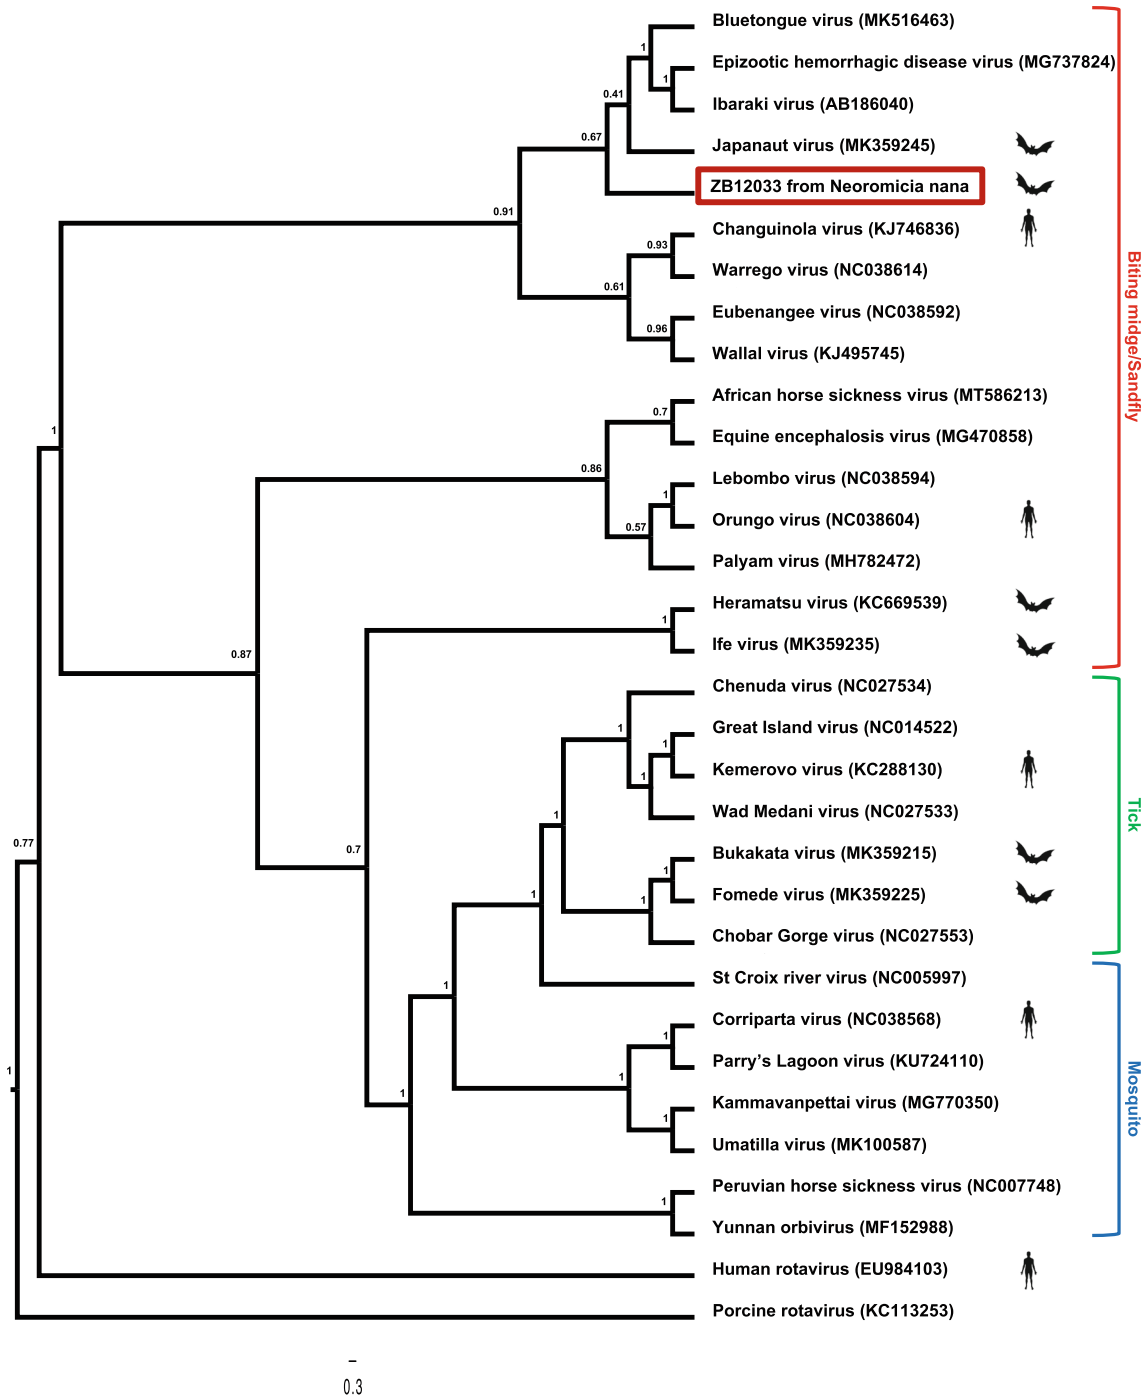 Bluetongue virus (MK516463)
1
Epizootic hemorrhagic disease virus (MG737824)
1
Ibaraki virus (AB186040)
0.41
Japanaut virus (MK359245)
0.67
ZB12033 from Neoromicia nana
0.91
Changuinola virus (KJ746836)
0.93
Warrego virus (NC038614)
0.61
Eubenangee virus (NC038592)
0.96
Wallal virus (KJ495745)
Biting midge/Sandfly
African horse sickness virus (MT586213)
0.7
Equine encephalosis virus (MG470858)
1
0.86
Lebombo virus (NC038594)
1
Orungo virus (NC038604)
0.57
Palyam virus (MH782472)
Heramatsu virus (KC669539)
1
Ife virus (MK359235)
0.87
Chenuda virus (NC027534)
1
Great Island virus (NC014522)
1
Kemerovo virus (KC288130)
1
Wad Medani virus (NC027533)
1
Tick
0.77
0.7
Bukakata virus (MK359215)
1
Fomede virus (MK359225)
1
1
Chobar Gorge virus (NC027553)
St Croix river virus (NC005997)
1
Corriparta virus (NC038568)
1
Parry’s Lagoon virus (KU724110)
1
1
Kammavanpettai virus (MG770350)
1
1
Umatilla virus (MK100587)
Mosquito
Peruvian horse sickness virus (NC007748)
1
Yunnan orbivirus (MF152988)
Human rotavirus (EU984103)
Porcine rotavirus (KC113253)
0.3